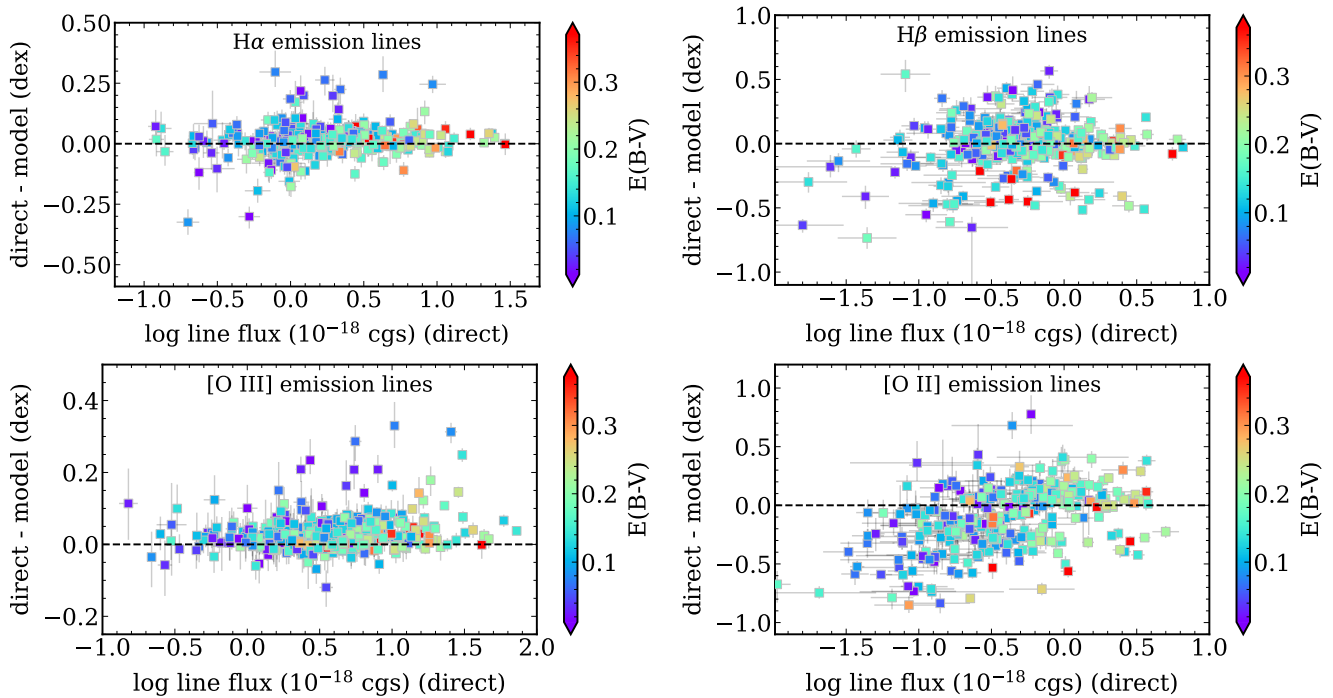 Hα emission lines
direct - model (dex)
0.50
0.25
0.00
−0.25
−0.50
−1.0 −0.5 0.0 0.5 1.0 1.5
log line flux (10⁻¹⁸ cgs) (direct)
0.3
0.2
0.1
E(B-V)
Hβ emission lines
direct - model (dex)
1.0
0.5
0.0
−0.5
−1.0
−1.5 −1.0 −0.5 0.0 0.5 1.0
log line flux (10⁻¹⁸ cgs) (direct)
0.3
0.2
0.1
E(B-V)
[O III] emission lines
direct - model (dex)
0.4
0.2
0.0
−0.2
−1.0 −0.5 0.0 0.5 1.0 1.5 2.0
log line flux (10⁻¹⁸ cgs) (direct)
0.3
0.2
0.1
E(B-V)
[O II] emission lines
direct - model (dex)
1.0
0.5
0.0
−0.5
−1.0
−1.5 −1.0 −0.5 0.0 0.5 1.0
log line flux (10⁻¹⁸ cgs) (direct)
0.3
0.2
0.1
E(B-V)